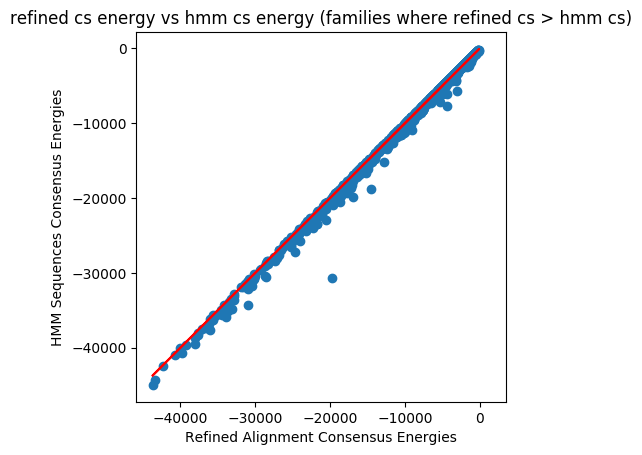 refined cs energy vs hmm cs energy (families where refined cs > hmm cs)
0
−10000
−20000
−30000
−40000
HMM Sequences Consensus Energies
−40000 −30000 −20000 −10000 0
Refined Alignment Consensus Energies